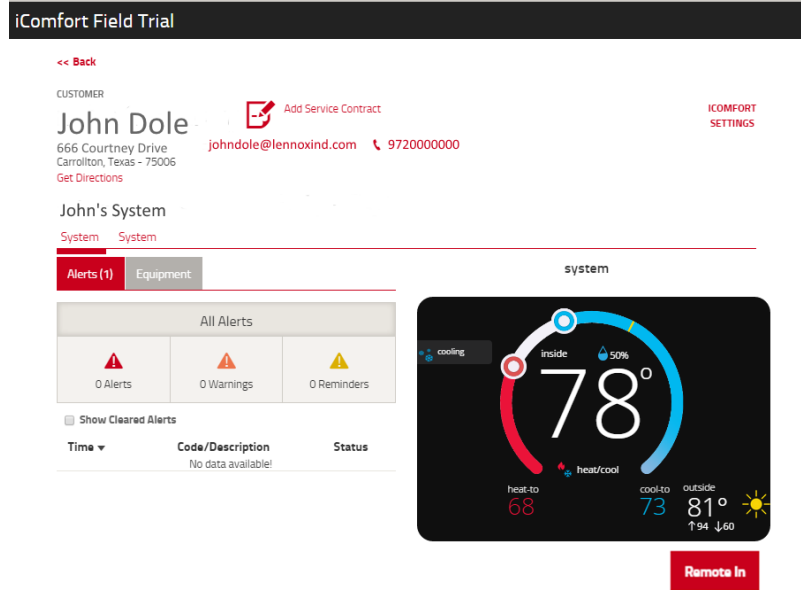 iComfort Field Trial
<< Back
CUSTOMER
John Dole
Add Service Contract
ICOMFORT
SETTINGS
666 Courtney Drive
johndole@lennoxind.com 9720000000
Carrollton, Texas - 75006
Get Directions
John's System
System System
Alerts (1) Equipment
system
All Alerts
0 Alerts 0 Warnings 0 Reminders
Show Cleared Alerts
Time Code/Description Status
No data available!
cooling
inside 50%
78°
heat/cool
heat-to cool-to outside
68 73 81°
↑94 ↓60
Remote In